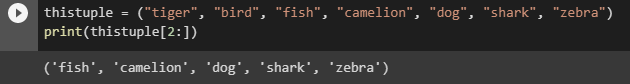 thistuple = ("tiger", "bird", "fish", "camelion", "dog", "shark", "zebra")
print(thistuple[2:])
('fish', 'camelion', 'dog', 'shark', 'zebra')